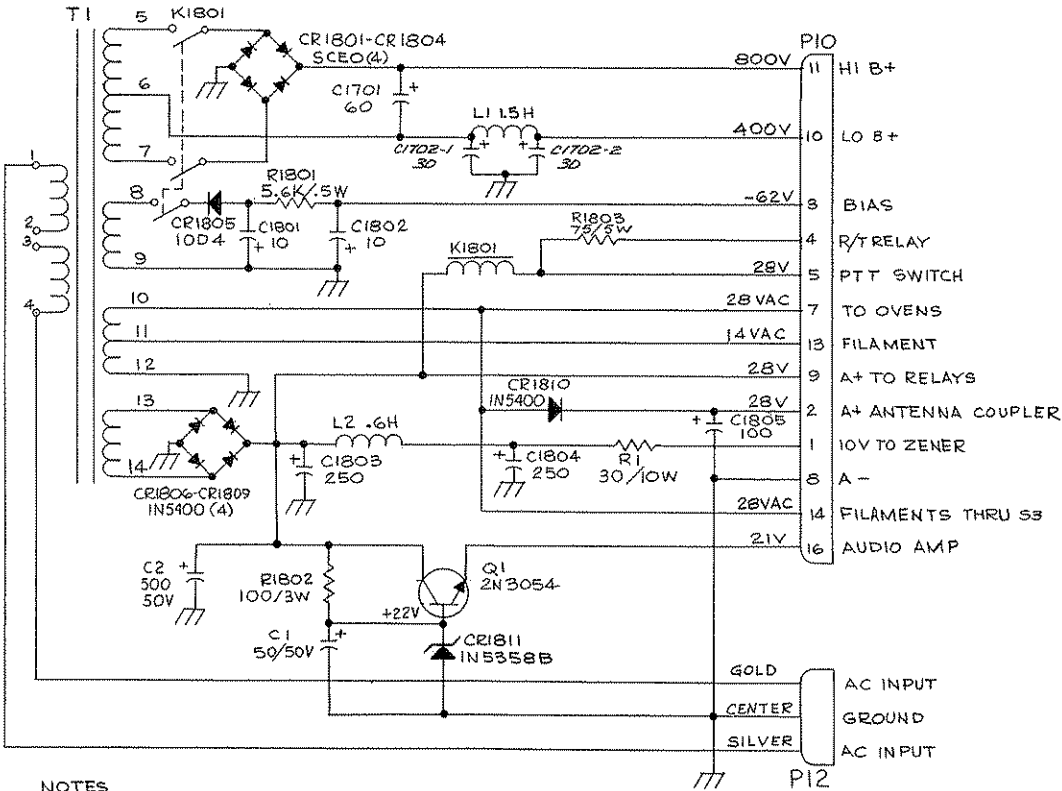 T1
5
K1801
CR1801-CR1804
SCEO(4)
P10
800V
11
HI B+
6
C1701
60
+
L1 1.5H
400V
10
LO B+
C1702-1
30
+
+
C1702-2
30
7
1
R1801
5.6K/.5W
8
-62V
3
BIAS
CR1805
10D4
C1801
10
+
C1802
10
+
R1803
75/5W
4
R/T RELAY
2
3
K1801
9
28V
5
PTT SWITCH
4
10
28VAC
7
TO OVENS
11
14VAC
13
FILAMENT
12
28V
9
A+ TO RELAYS
13
CR1810
1N5400
28V
2
A+ ANTENNA COUPLER
L2 .6H
+
C1805
100
1
10V TO ZENER
14
+
C1803
250
+
C1804
250
R1
30/10W
8
A-
CR1806-CR1809
1N5400 (4)
28VAC
14
FILAMENTS THRU S3
21V
16
AUDIO AMP
C2
500
50V
+
R1802
100/3W
Q1
2N3054
+22V
C1
50/50V
+
CR1811
1N5358B
GOLD
AC INPUT
CENTER
GROUND
SILVER
AC INPUT
P12
NOTES